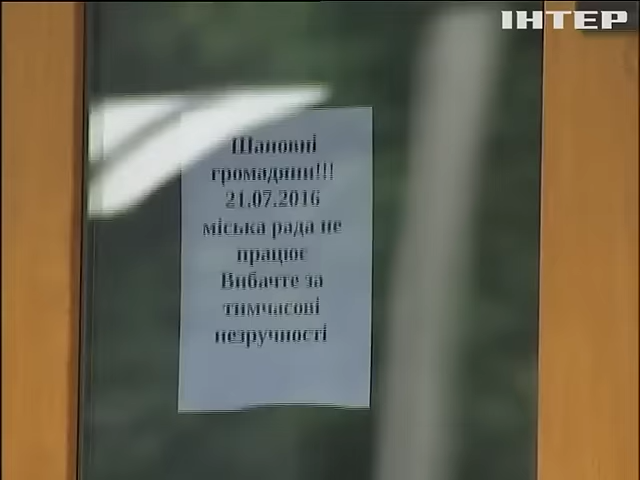 ІНТЕР
Шановні
громадяни!!!
21.07.2016
міська рада не
працює
Вибачте за
тимчасові
незручності